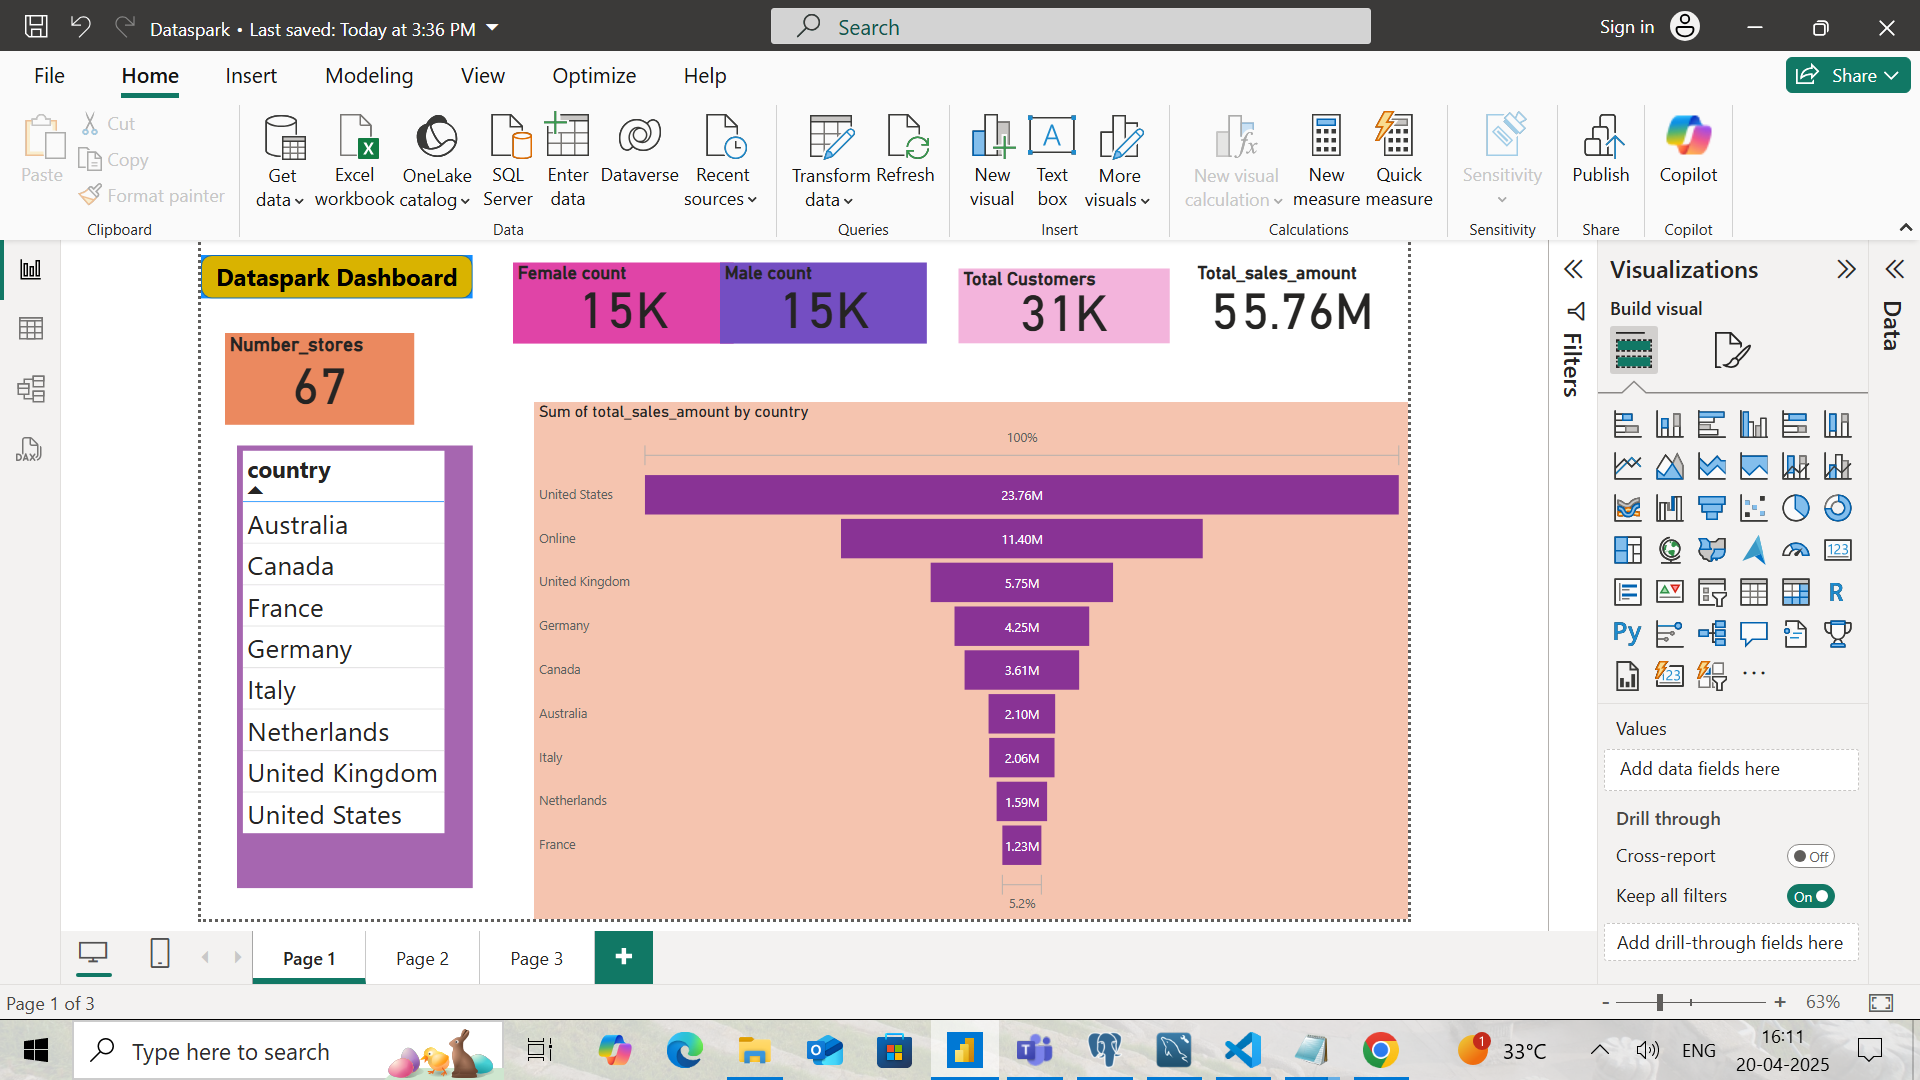 Dataspark • Last saved: Today at 3:36 PM
Search
Sign in
File Home Insert Modeling View Optimize Help
Share
Paste
Cut
Copy
Format painter
Clipboard
Get data
Excel workbook
OneLake catalog
SQL Server
Enter data
Dataverse
Recent sources
Data
Transform data
Refresh
Queries
New visual
Text box
More visuals
Insert
New visual calculation
New measure
Quick measure
Calculations
Sensitivity
Sensitivity
Publish
Share
Copilot
Copilot
DAX
Dataspark Dashboard
Female count
15K
Male count
15K
Total Customers
31K
Total_sales_amount
55.76M
Number_stores
67
country
Australia
Canada
France
Germany
Italy
Netherlands
United Kingdom
United States
Sum of total_sales_amount by country
100%
United States 23.76M
Online 11.40M
United Kingdom 5.75M
Germany 4.25M
Canada 3.61M
Australia 2.10M
Italy 2.06M
Netherlands 1.59M
France 1.23M
5.2%
Filters
Visualizations
Build visual
123
R
Py
123
Values
Add data fields here
Drill through
Cross-report Off
Keep all filters On
Add drill-through fields here
Data
Page 1 Page 2 Page 3 +
Page 1 of 3
- + 63%
Type here to search
1
33°C
ENG
16:11
20-04-2025